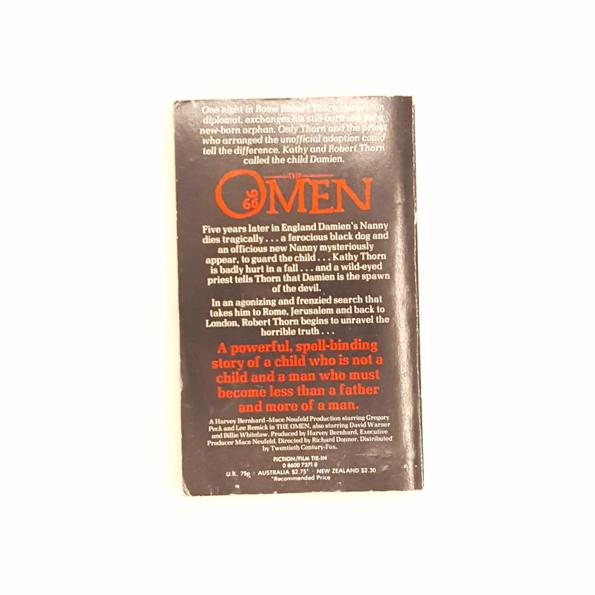 One night in Rome Robert Thorn, American
diplomat, exchanges his still-born son for a
new-born orphan. Only Thorn and the priest
who arranged the unofficial adoption could
tell the difference. Kathy and Robert Thorn
called the child Damien.
THE
OMEN
666
Five years later in England Damien's Nanny
dies tragically . . . a ferocious black dog and
an officious new Nanny mysteriously
appear, to guard the child . . . Kathy Thorn
is badly hurt in a fall . . . and a wild-eyed
priest tells Thorn that Damien is the spawn
of the devil.
In an agonizing and frenzied search that
takes him to Rome, Jerusalem and back to
London, Robert Thorn begins to unravel the
horrible truth . . .
A powerful, spell-binding
story of a child who is not a
child and a man who must
become less than a father
and more of a man.
A Harvey Bernhard-Mace Neufeld Production starring Gregory
Peck and Lee Remick in THE OMEN, also starring David Warner
and Billie Whitelaw. Produced by Harvey Bernhard, Executive
Producer Mace Neufeld. Directed by Richard Donner. Distributed
by Twentieth Century-Fox.
FICTION/FILM TIE-IN
0 8600 7371 8
U.K. 75p · AUSTRALIA $2.75* · NEW ZEALAND $2.30
*Recommended Price